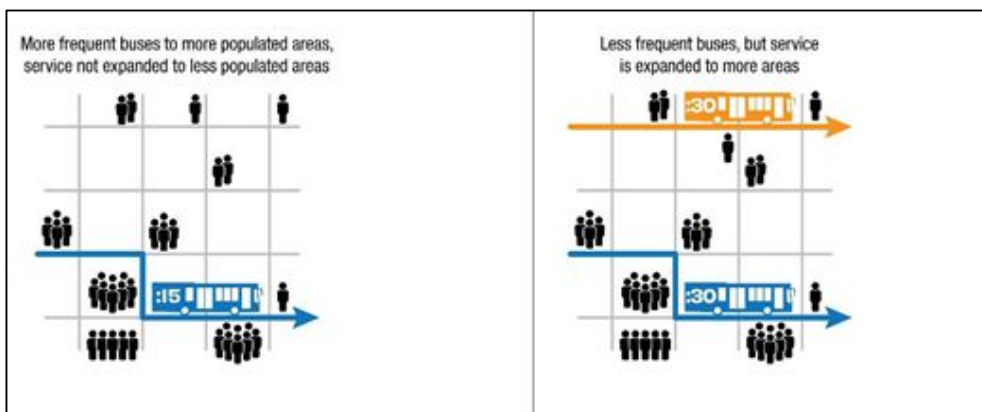 More frequent buses to more populated areas,
service not expanded to less populated areas
:15
Less frequent buses, but service
is expanded to more areas
:30
:30